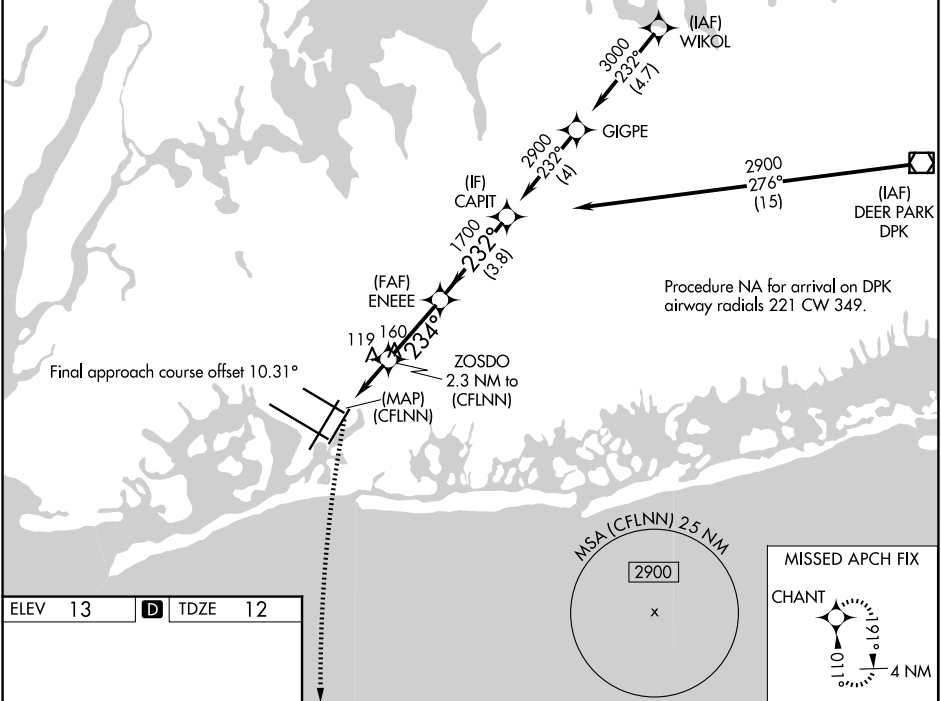 (IAF)
WIKOL
3000
232°
(4.7)
GIGPE
2900
232°
(4)
2900
276°
(15)
(IAF)
DEER PARK
DPK
(IF)
CAPIT
1700
232°
(3.8)
(FAF)
ENEEE
Procedure NA for arrival on DPK
airway radials 221 CW 349.
234°
119
160
ZOSDO
2.3 NM to
(CFLNN)
Final approach course offset 10.31°
(MAP)
(CFLNN)
MSA (CFLNN) 25 NM
2900
x
MISSED APCH FIX
CHANT
191°
011°
4 NM
ELEV 13 D TDZE 12